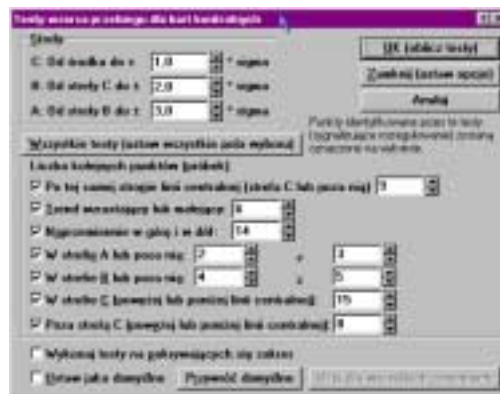 Testy wzorca przebiegu dla kart kontrolnych
Strefy
C: Od środka do ±: 1,0 * sigma
B: Od strefy C do ±: 2,0 * sigma
A: Od strefy B do ±: 3,0 * sigma
OK (oblicz testy)
Zamknij (ustaw opcje)
Anuluj
Punkty identyfikowane przez te testy
(sygnalizujące rozregulowanie) zostaną
oznaczone na wykresie.
Wszystkie testy (ustaw wszystkie pola wyboru)
Liczba kolejnych punktów (próbek):
Po tej samej stronie linii centralnej (strefa C lub poza nią) 9
wzrastający lub malejący: 6
Naprzemiennie w górę i w dół: 14
W strefie A lub poza nią: 2 z 3
W strefie B lub poza nią: 4 z 5
W strefie C (powyżej lub poniżej linii centralnej): 15
Poza strefą C (powyżej lub poniżej linii centralnej): 8
Wykonaj testy na pokrywających się
Ustaw jako domyślne Przywróć domyślne